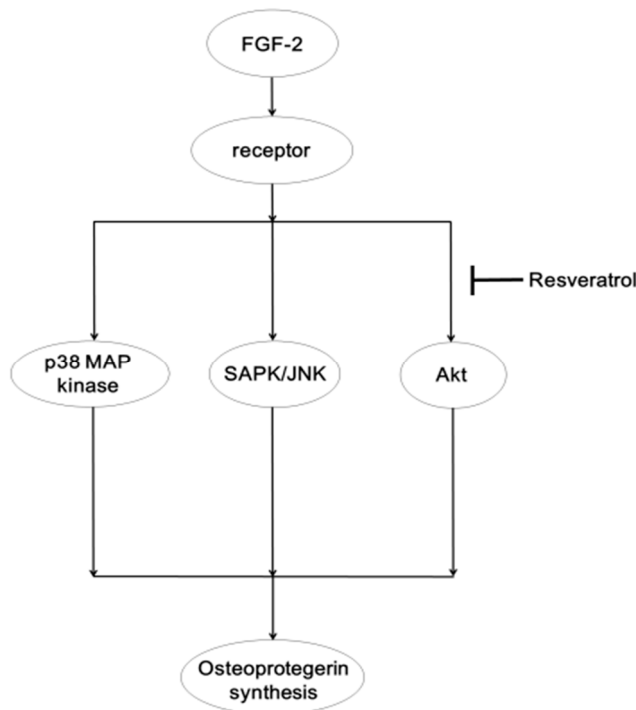 FGF-2
receptor
Resveratrol
p38 MAP
kinase
SAPK/JNK
Akt
Osteoprotegerin
synthesis